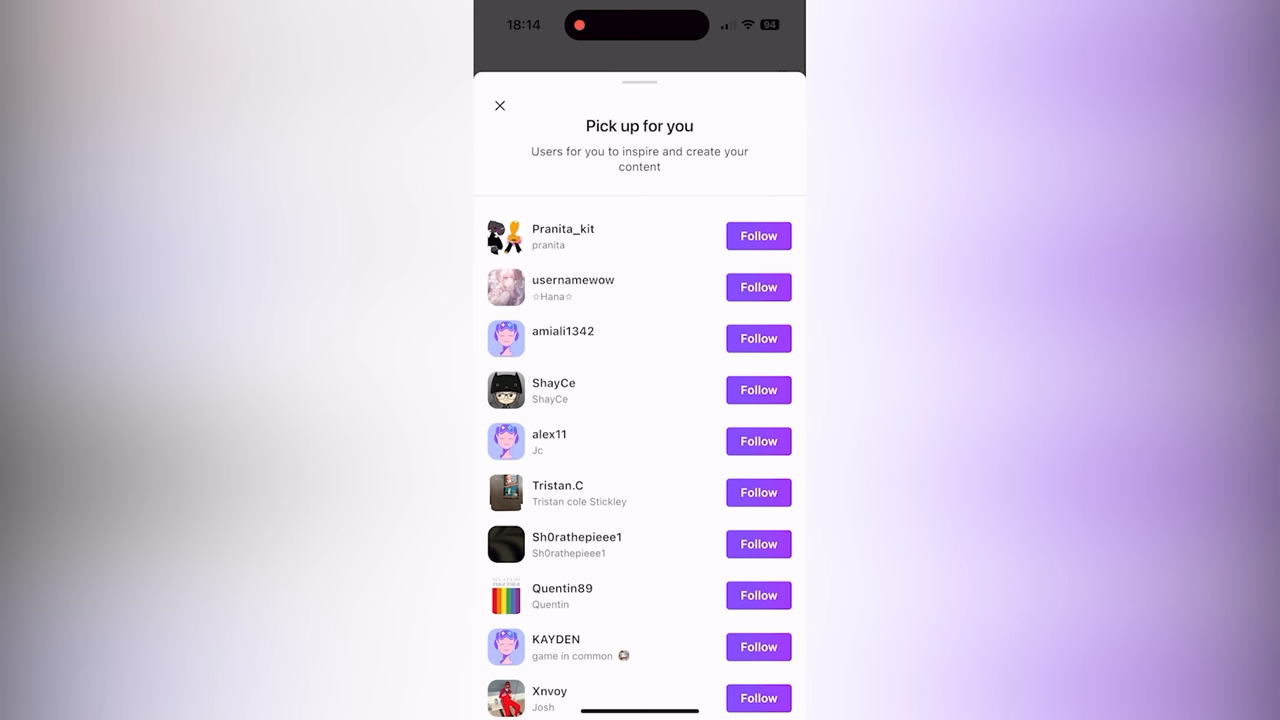 18:14
94
Pick up for you
Users for you to inspire and create your
content
Pranita_kit
pranita
Follow
usernamewow
☆Hana☆
Follow
amiali1342
Follow
ShayCe
ShayCe
Follow
alex11
Jc
Follow
Tristan.C
Tristan cole Stickley
Follow
Sh0rathepieee1
Sh0rathepieee1
Follow
TOGETHER
Quentin89
Quentin
Follow
KAYDEN
game in common
Follow
Xnvoy
Josh
Follow